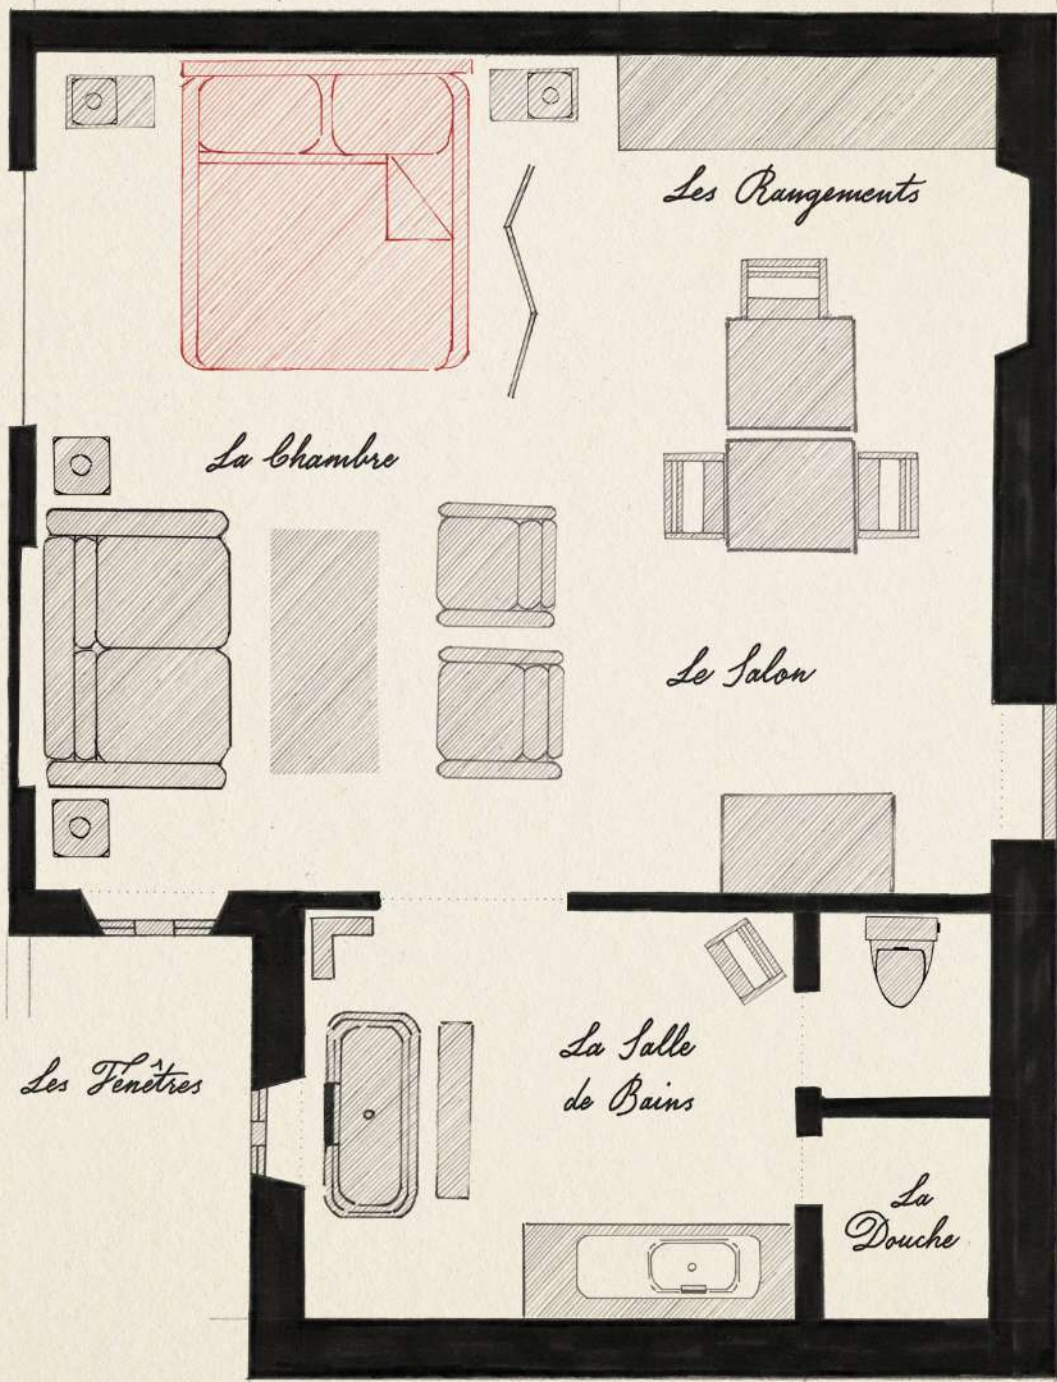 Les Rangements
La Chambre
Le Salon
Les Fenêtres
La Salle
de Bains
La
Douche